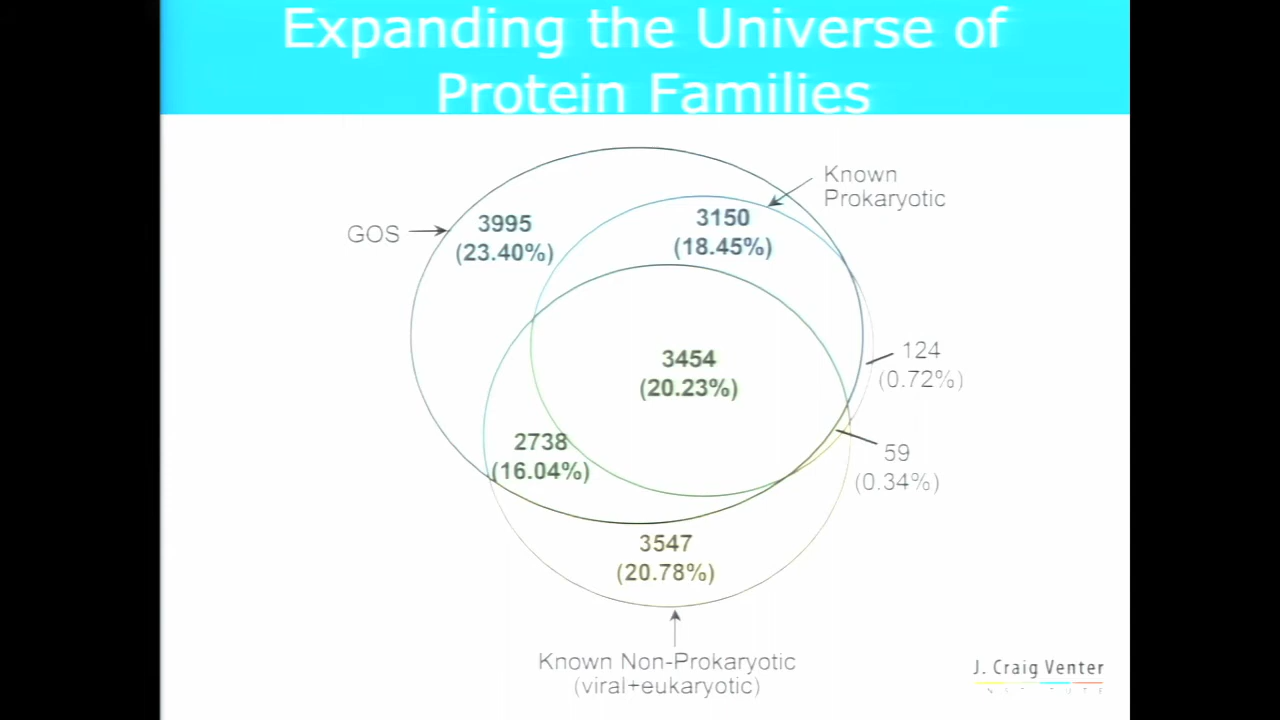 Expanding the Universe of
Protein Families
Known
Prokaryotic
GOS
3995
(23.40%)
3150
(18.45%)
3454
(20.23%)
124
(0.72%)
2738
(16.04%)
59
(0.34%)
3547
(20.78%)
Known Non-Prokaryotic
(viral+eukaryotic)
J. Craig Venter